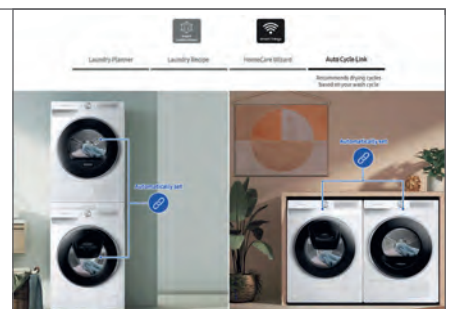 Laundry Planner
Laundry Recipe
HomeCare Wizard
Auto Cycle Link
Recommends drying cycles
based on your wash cycle
Automatically set
Automatically set